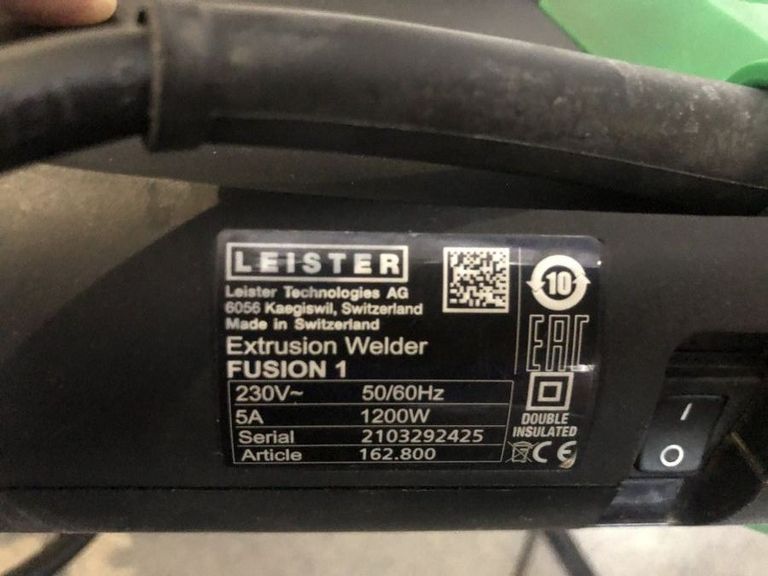 LEISTER
Leister Technologies AG
6056 Kaegiswil, Switzerland
Made in Switzerland
Extrusion Welder
FUSION 1
230V~ 50/60Hz
5A 1200W
Serial 2103292425
Article 162.800
10
EAC
DOUBLE
INSULATED
CE
I
O